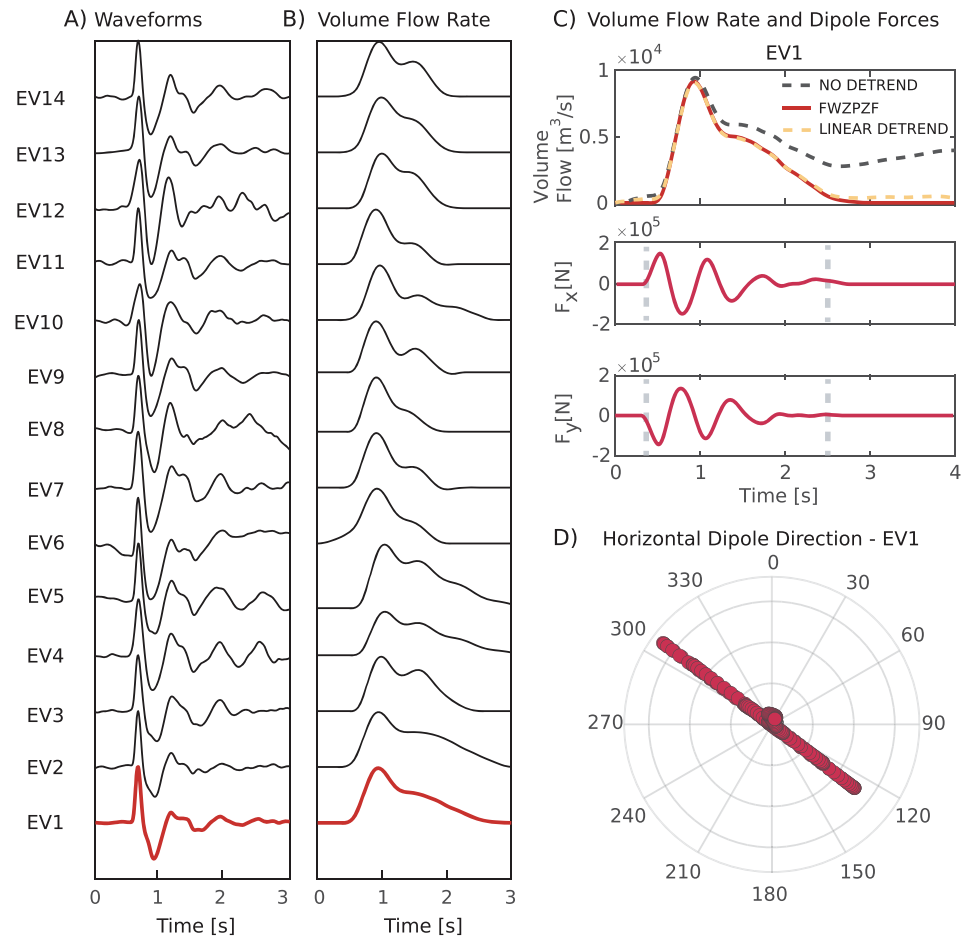 A) Waveforms
B) Volume Flow Rate
C) Volume Flow Rate and Dipole Forces
EV14
EV13
EV12
EV11
EV10
EV9
EV8
EV7
EV6
EV5
EV4
EV3
EV2
EV1
0 1 2 3
Time [s]
0 1 2 3
Time [s]
EV1
×10⁴
1
0.5
0
Volume
Flow [m³/s]
NO DETREND
FWZPZF
LINEAR DETREND
×10⁵
2
0
-2
Fx[N]
×10⁵
2
0
-2
Fy[N]
0 1 2 3 4
Time [s]
D) Horizontal Dipole Direction - EV1
0
30
60
90
120
150
180
210
240
270
300
330